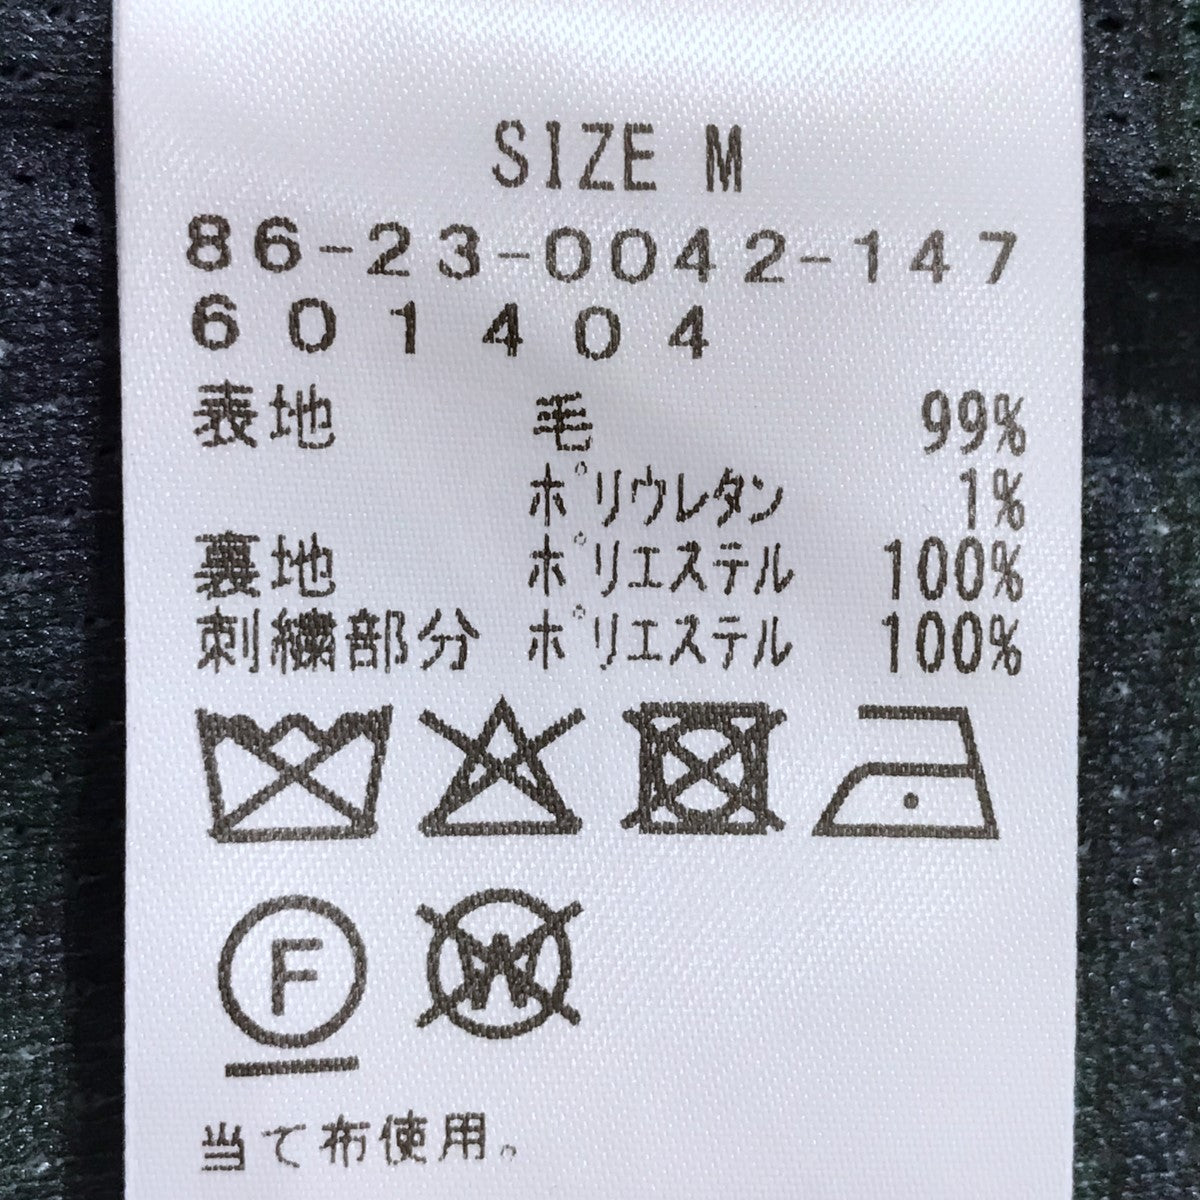 SIZE M
86-23-0042-147
601404
表地 毛 99%
ポリウレタン 1%
裏地 ポリエステル 100%
刺繍部分 ポリエステル 100%
F
W
当て布使用。